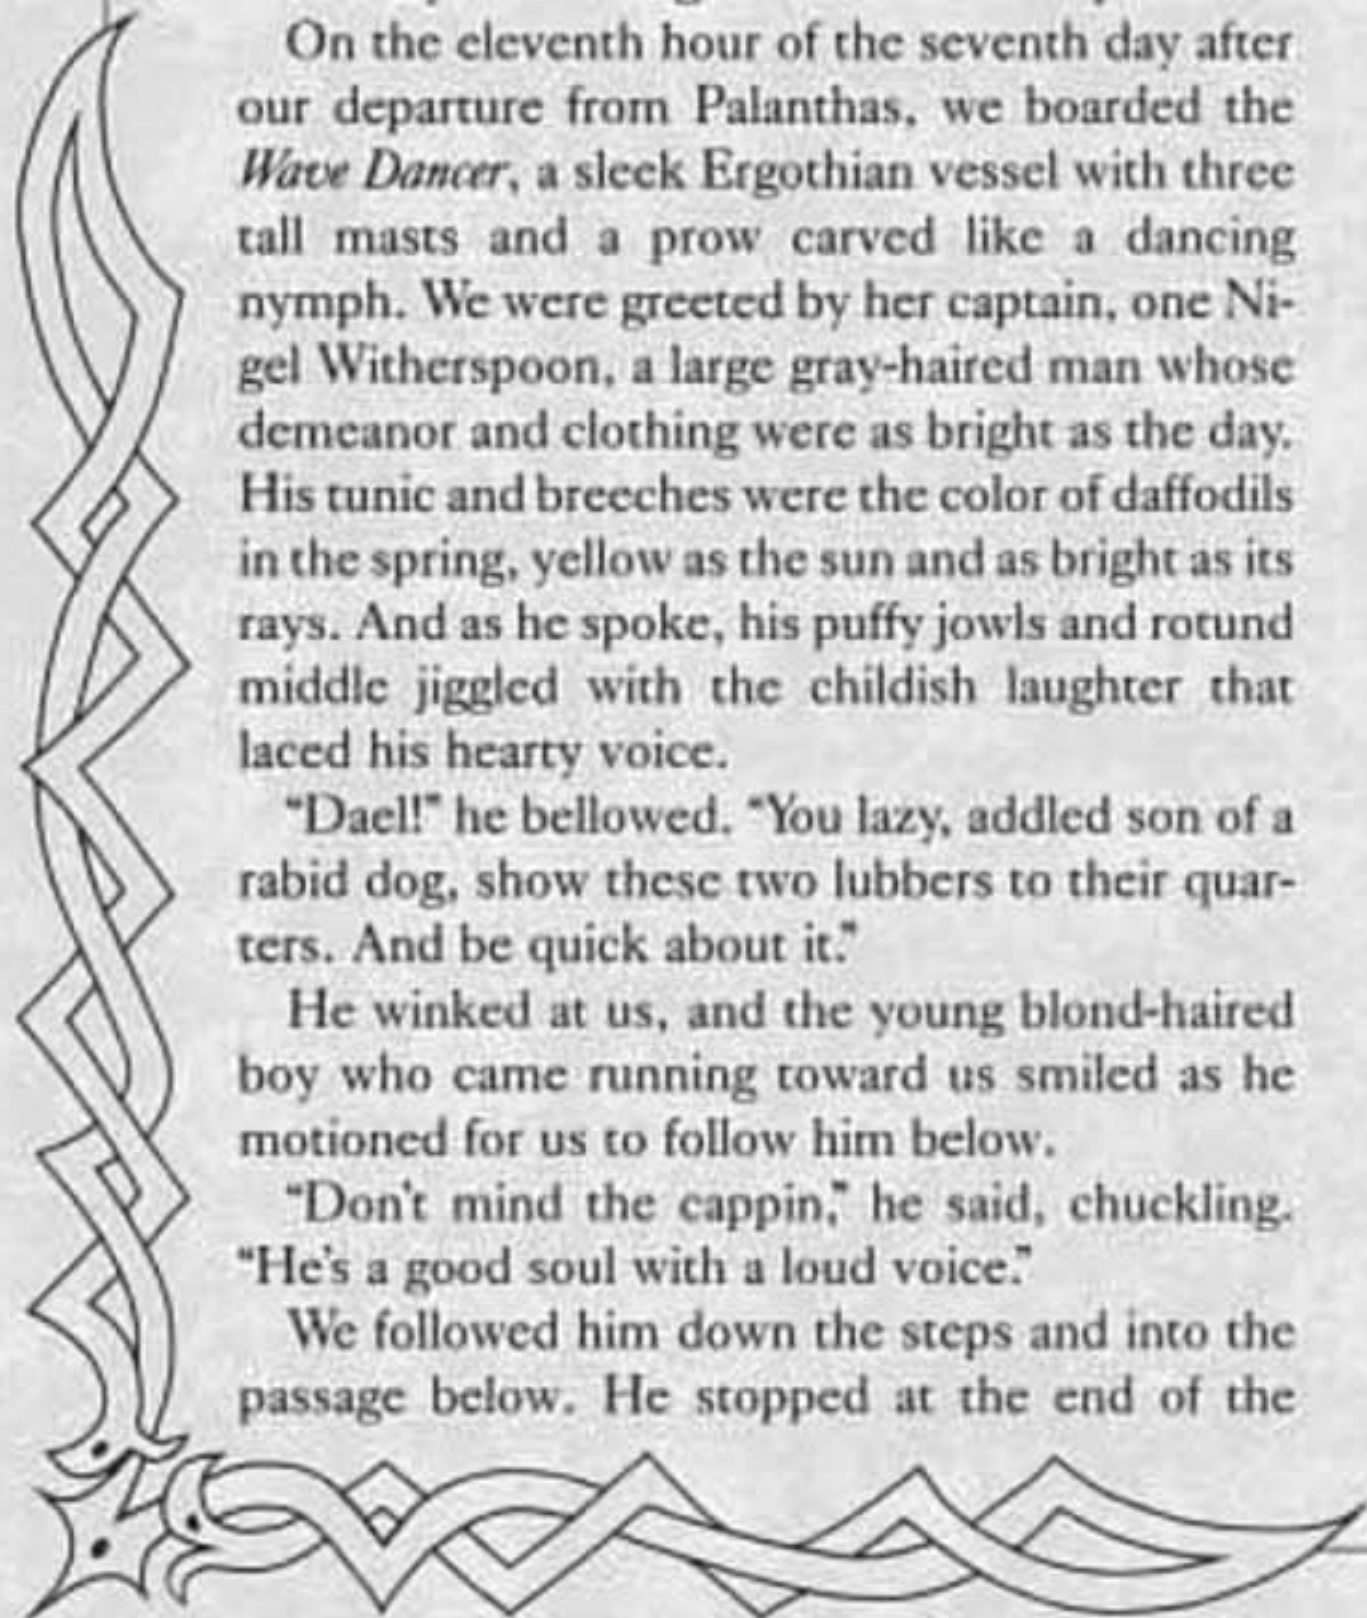 On the eleventh hour of the seventh day after
our departure from Palanthas, we boarded the
Wave Dancer, a sleek Ergothian vessel with three
tall masts and a prow carved like a dancing
nymph. We were greeted by her captain, one Ni-
gel Witherspoon, a large gray-haired man whose
demeanor and clothing were as bright as the day.
His tunic and breeches were the color of daffodils
in the spring, yellow as the sun and as bright as its
rays. And as he spoke, his puffy jowls and rotund
middle jiggled with the childish laughter that
laced his hearty voice.
“Dael!” he bellowed. “You lazy, addled son of a
rabid dog, show these two lubbers to their quar-
ters. And be quick about it.”
He winked at us, and the young blond-haired
boy who came running toward us smiled as he
motioned for us to follow him below.
“Don't mind the cappin,” he said, chuckling.
“He's a good soul with a loud voice.”
We followed him down the steps and into the
passage below. He stopped at the end of the